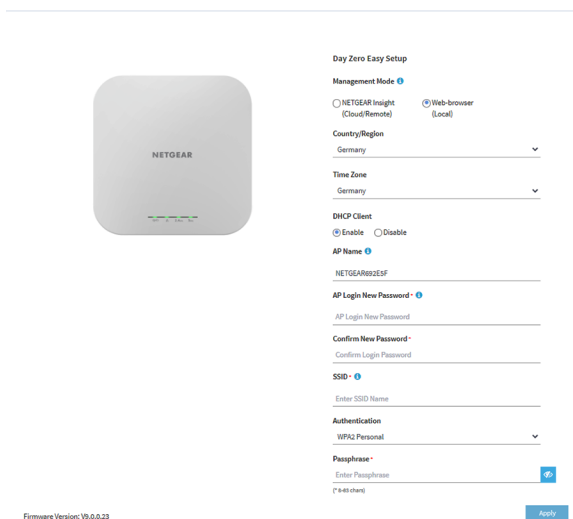 Day Zero Easy Setup
Management Mode
NETGEAR Insight
(Cloud/Remote)
Web-browser
(Local)
Country/Region
Germany
NETGEAR
Time Zone
Germany
DHCP Client
Enable Disable
AP Name
NETGEAR692E5F
AP Login New Password *
AP Login New Password
Confirm New Password *
Confirm Login Password
SSID *
Enter SSID Name
Authentication
WPA2 Personal
Passphrase *
Enter Passphrase
(* 8-65 chars)
Firmware Version: V9.0.0.23
Apply